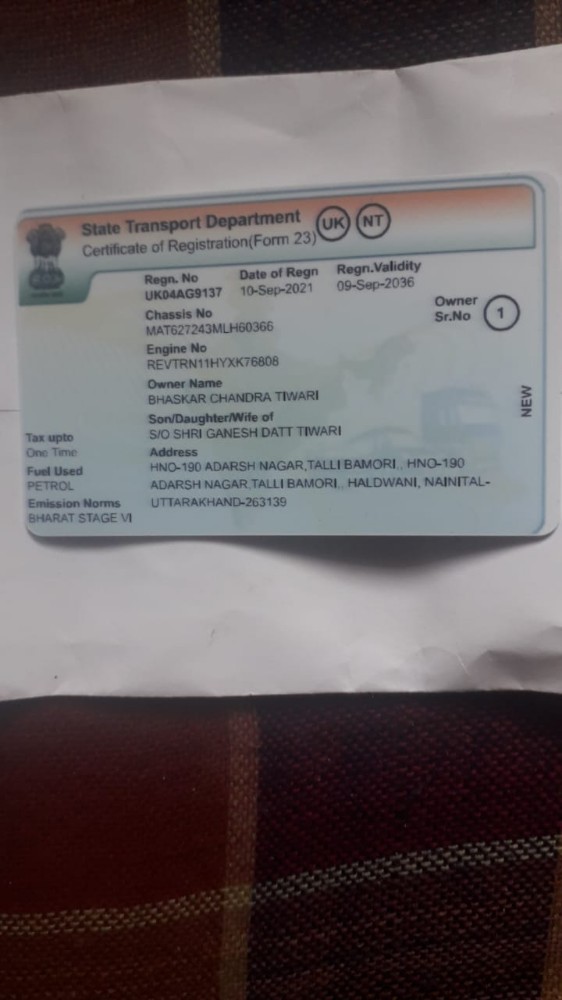 State Transport Department UK NT
Certificate of Registration(Form 23)
Regn. No Date of Regn Regn.Validity
UK04AG9137 10-Sep-2021 09-Sep-2036
Chassis No
MAT627243MLH60366
Owner
Sr.No 1
Engine No
REVTRN11HYXK76808
Owner Name
BHASKAR CHANDRA TIWARI
NEW
Son/Daughter/Wife of
S/O SHRI GANESH DATT TIWARI
Tax upto
One Time
Address
HNO-190 ADARSH NAGAR,TALLI BAMORI,, HNO-190
ADARSH NAGAR,TALLI BAMORI,, HALDWANI, NAINITAL-
UTTARAKHAND-263139
Fuel Used
PETROL
Emission Norms
BHARAT STAGE VI